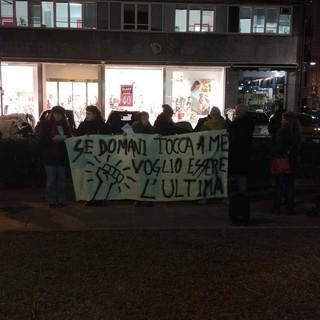 SE DOMANI TOCCA A ME
VOGLIO ESSERE
L'ULTIMA